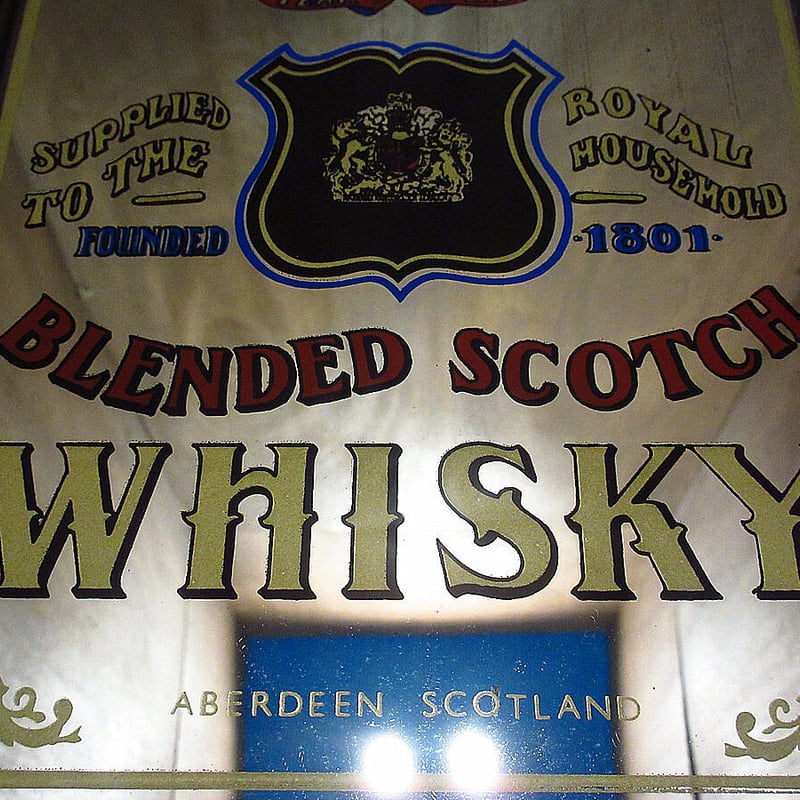 SUPPLIED
TO THE
ROYAL
HOUSEHOLD
FOUNDED 1801
BLENDED SCOTCH
WHISKY
ABERDEEN SCOTLAND